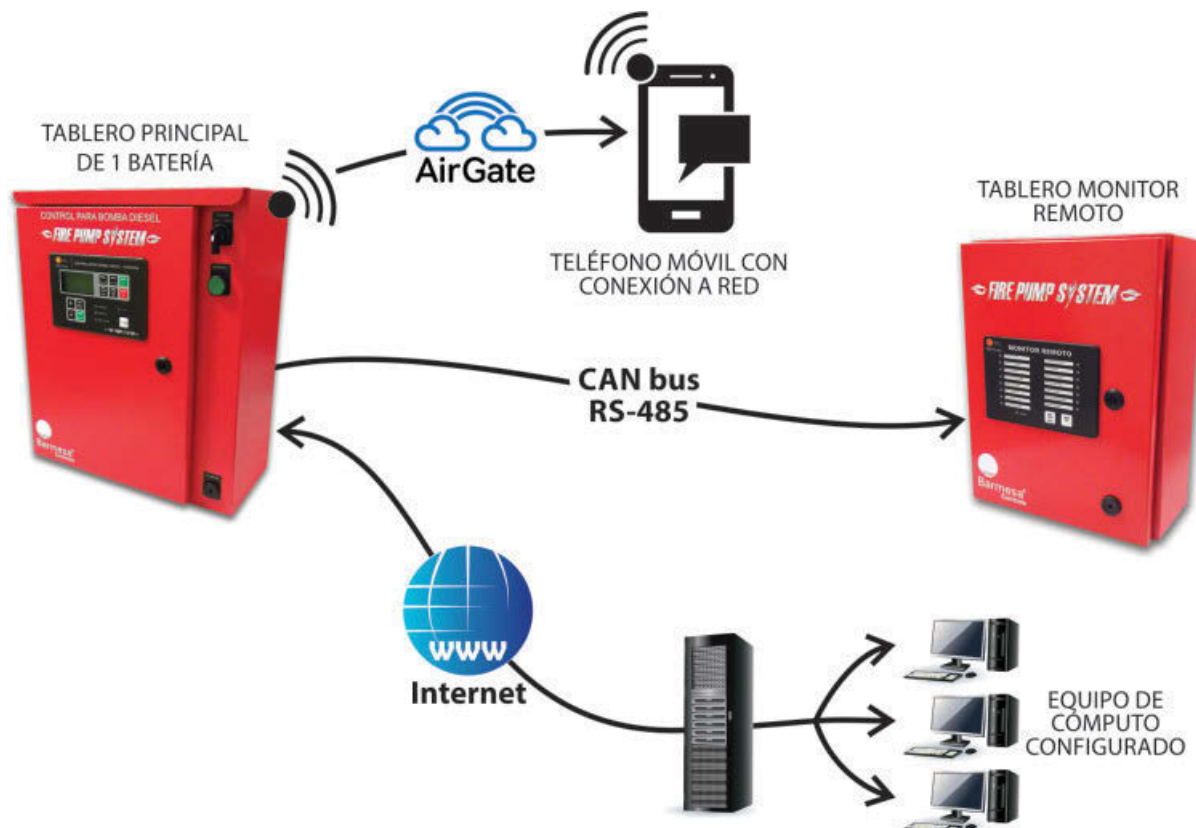 TABLERO PRINCIPAL
DE 1 BATERÍA
AirGate
TELÉFONO MÓVIL CON
CONEXIÓN A RED
TABLERO MONITOR
REMOTO
CONTROL PARA BOMBA DIESEL
FIRE PUMP SYSTEM
Barmesa
Controls
FIRE PUMP SYSTEM
MONITOR REMOTO
Barmesa
Controls
CAN bus
RS-485
www
Internet
EQUIPO DE
CÓMPUTO
CONFIGURADO